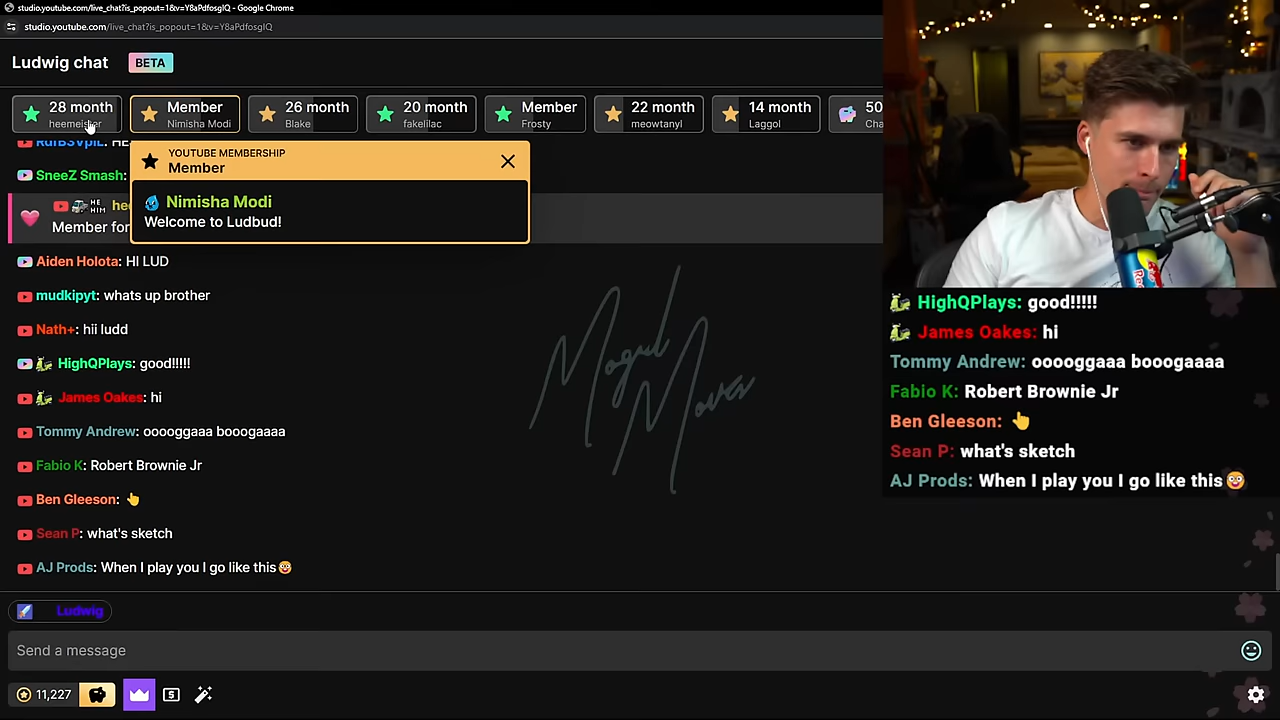 studio.youtube.com/live_chat?is_popout=1&v=Y8aPdfosgIQ - Google Chrome
studio.youtube.com/live_chat?is_popout=1&v=Y8aPdfosgIQ
Ludwig chat BETA
28 month
heemeister
Member
Nimisha Modi
26 month
Blake
20 month
fakelilac
Member
Frosty
22 month
meowtanyl
14 month
Laggol
50
Cha
YOUTUBE MEMBERSHIP
Member
Nimisha Modi
Welcome to Ludbud!
SneeZ Smash:
HE
HIM
Member for
Aiden Holota: HI LUD
mudkipyt: whats up brother
Nath+: hii ludd
HighQPlays: good!!!!!
James Oakes: hi
Tommy Andrew: ooooggaaa booogaaaa
Fabio K: Robert Brownie Jr
Ben Gleeson: 👆
Sean P: what's sketch
AJ Prods: When I play you I go like this
Mogul
Moves
Ludwig
Send a message
11,227
HighQPlays: good!!!!!
James Oakes: hi
Tommy Andrew: ooooggaaa booogaaaa
Fabio K: Robert Brownie Jr
Ben Gleeson: 👆
Sean P: what's sketch
AJ Prods: When I play you I go like this